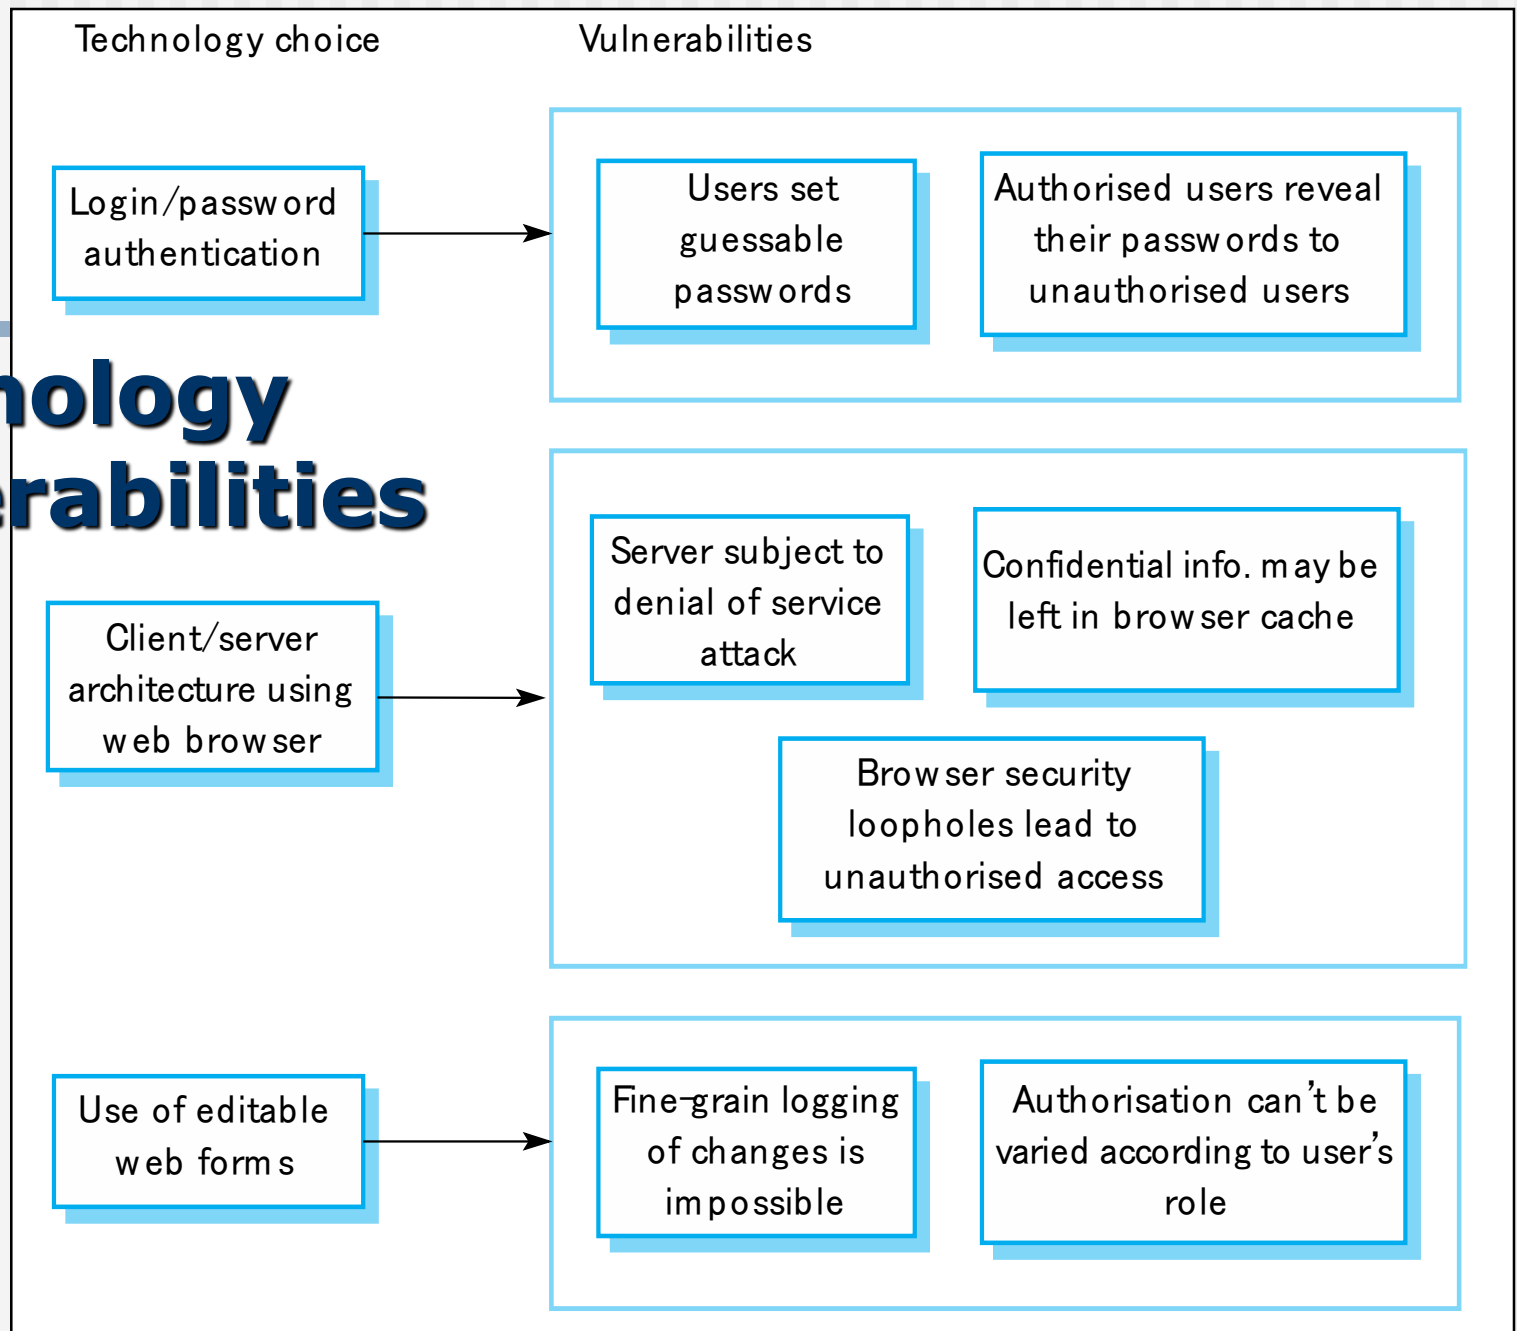 Technology choice
Vulnerabilities
Login/password
authentication
Users set
guessable
passwords
Authorised users reveal
their passwords to
unauthorised users
nology
erabilities
Client/server
architecture using
web browser
Server subject to
denial of service
attack
Confidential info. may be
left in browser cache
Browser security
loopholes lead to
unauthorised access
Use of editable
web forms
Fine-grain logging
of changes is
impossible
Authorisation can’t be
varied according to user’s
role